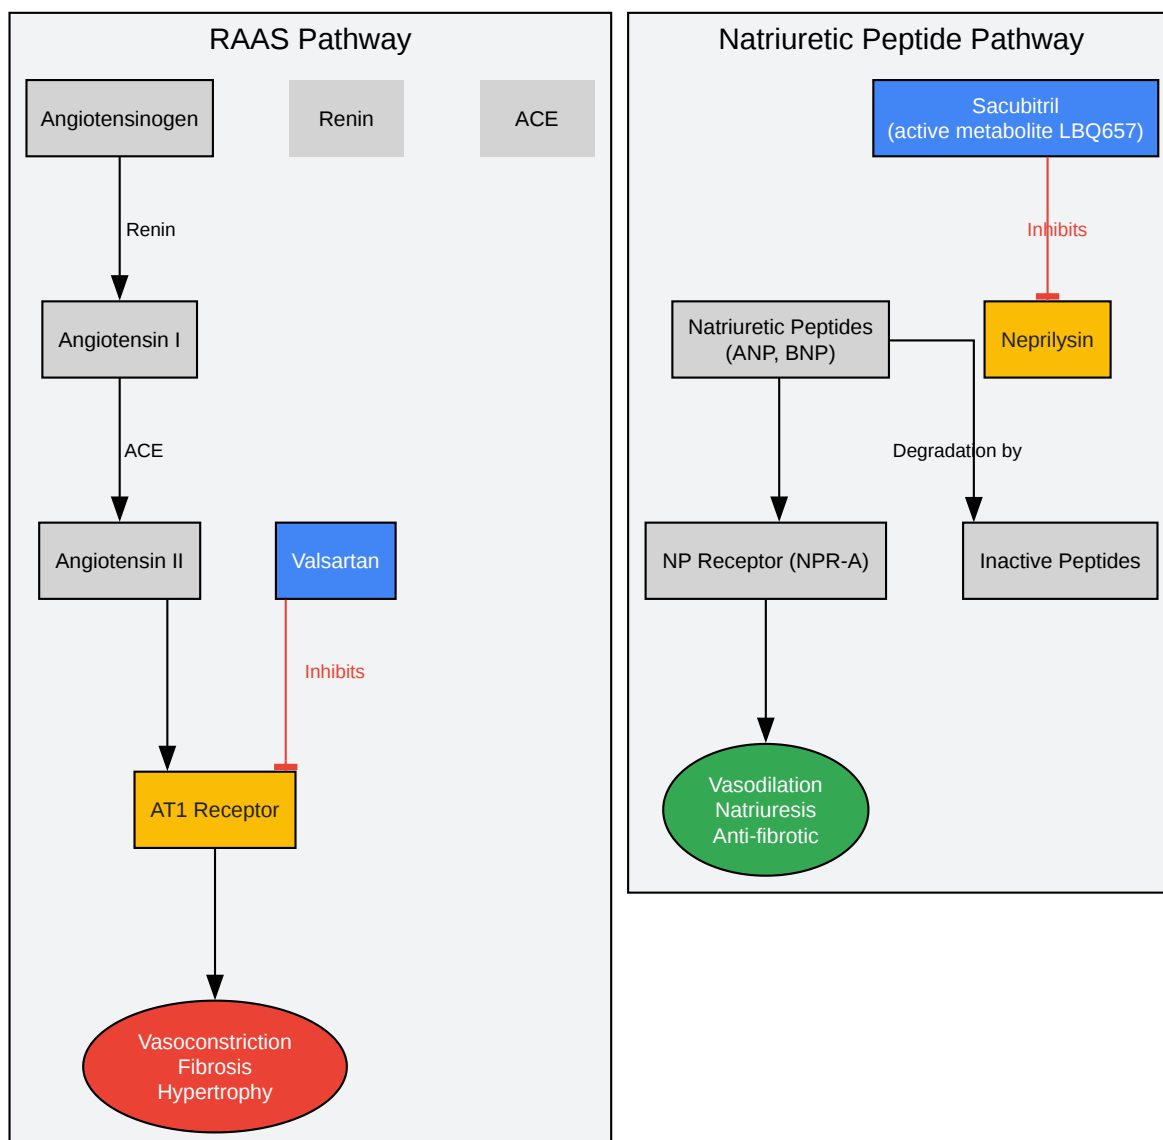 RAAS Pathway
Angiotensinogen
Renin
ACE
Renin
Angiotensin I
ACE
Angiotensin II
Valsartan
Inhibits
AT1 Receptor
Vasoconstriction
Fibrosis
Hypertrophy
Natriuretic Peptide Pathway
Sacubitril
(active metabolite LBQ657)
Inhibits
Natriuretic Peptides
(ANP, BNP)
Neprilysin
Degradation by
NP Receptor (NPR-A)
Inactive Peptides
Vasodilation
Natriuresis
Anti-fibrotic